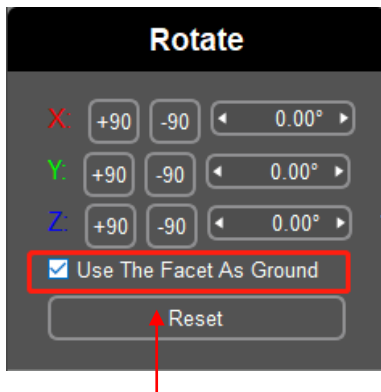 Rotate
X: +90 -90 0.00°
Y: +90 -90 0.00°
Z: +90 -90 0.00°
Use The Facet As Ground
Reset